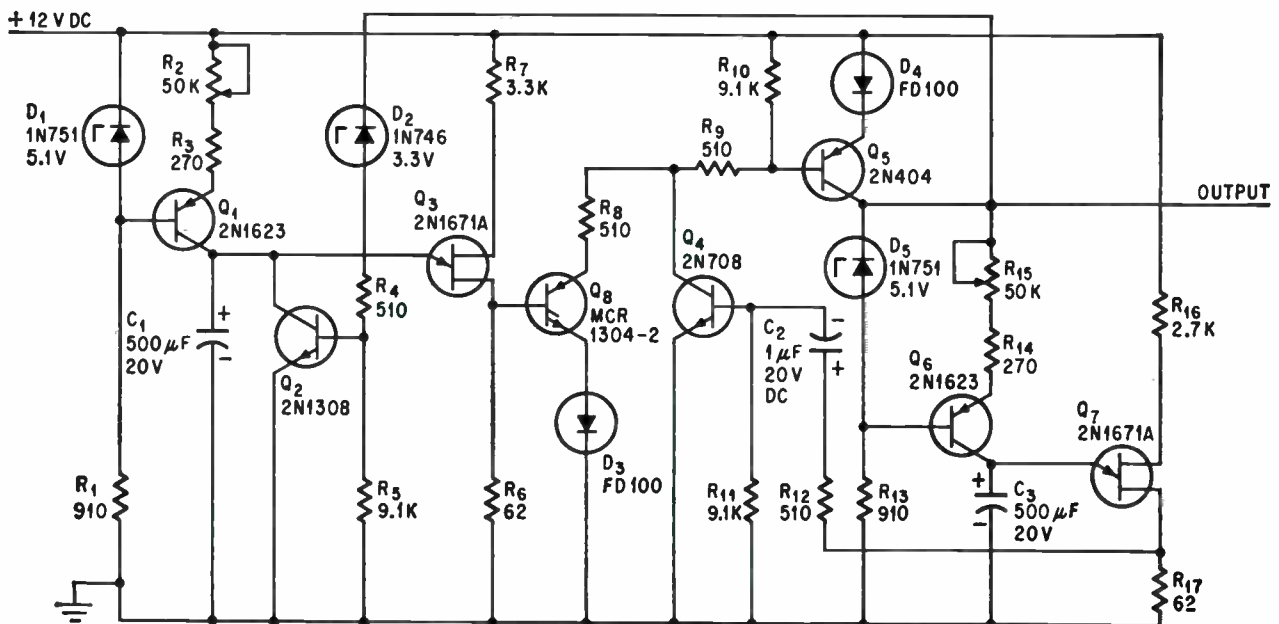 + 12 V DC
R2
50 K
D1
1N751
5.1V
R3
270
Q1
2N1623
C1
500 µF
20V
+
−
R1
910
Q2
2N1308
D2
1N746
3.3V
R4
510
R5
9.1K
Q3
2N1671A
R7
3.3K
R6
62
R8
510
Q8
MCR
1304-2
D3
FD100
R9
510
R10
9.1 K
D4
FD100
Q5
2N404
Q4
2N708
C2
1 µF
20V
DC
−
+
R11
9.1K
R12
510
R13
910
D5
1N751
5.1V
OUTPUT
R15
50K
R14
270
Q6
2N1623
R16
2.7K
Q7
2N1671A
+
−
C3
500 µF
20V
R17
62